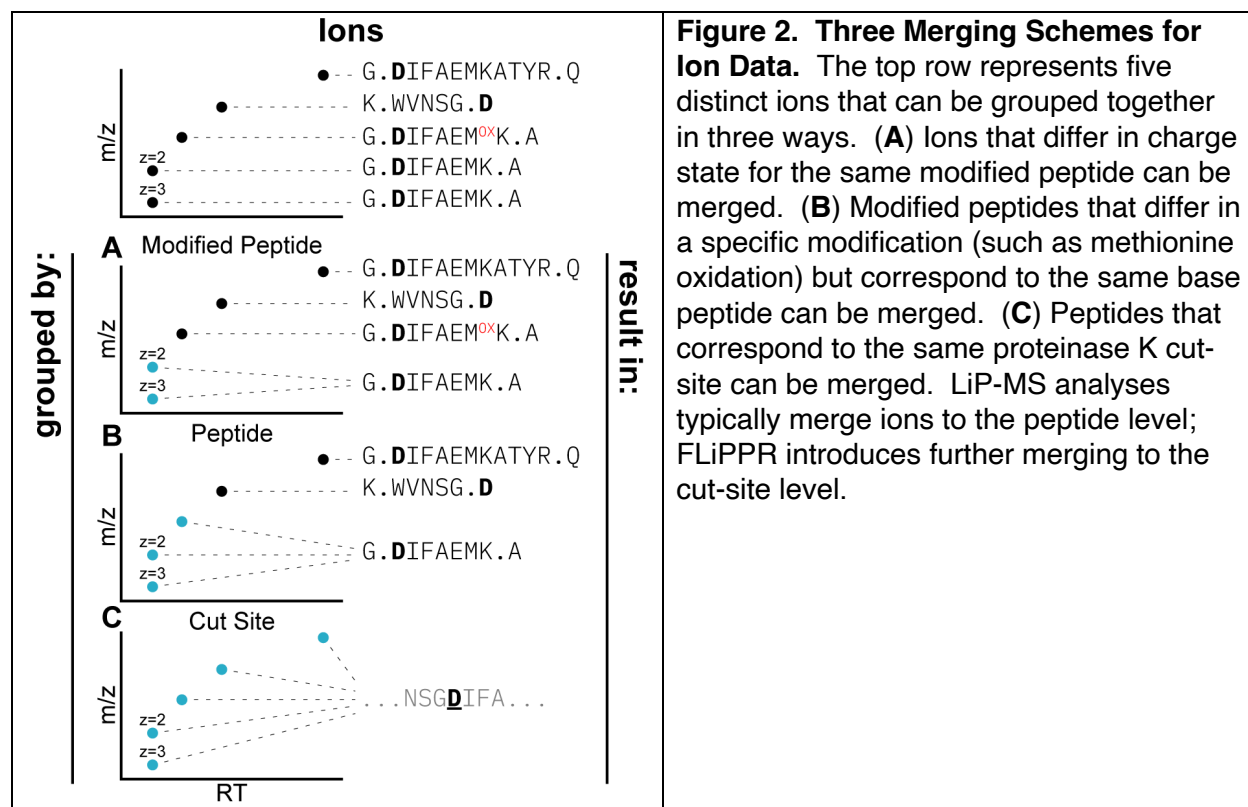 Ions
m/z
z=2
z=3
G.DIFAEMKATYR.Q
K.WVNSG.D
G.DIFAEMOXK.A
G.DIFAEMK.A
G.DIFAEMK.A
grouped by:
result in:
A Modified Peptide
m/z
z=2
z=3
G.DIFAEMKATYR.Q
K.WVNSG.D
G.DIFAEMOXK.A
G.DIFAEMK.A
B Peptide
m/z
z=2
z=3
G.DIFAEMKATYR.Q
K.WVNSG.D
G.DIFAEMK.A
C Cut Site
m/z
z=2
z=3
...NSGDIFA...
RT
Figure 2. Three Merging Schemes for
Ion Data. The top row represents five
distinct ions that can be grouped together
in three ways. (A) Ions that differ in charge
state for the same modified peptide can be
merged. (B) Modified peptides that differ in
a specific modification (such as methionine
oxidation) but correspond to the same base
peptide can be merged. (C) Peptides that
correspond to the same proteinase K cut-
site can be merged. LiP-MS analyses
typically merge ions to the peptide level;
FLiPPR introduces further merging to the
cut-site level.